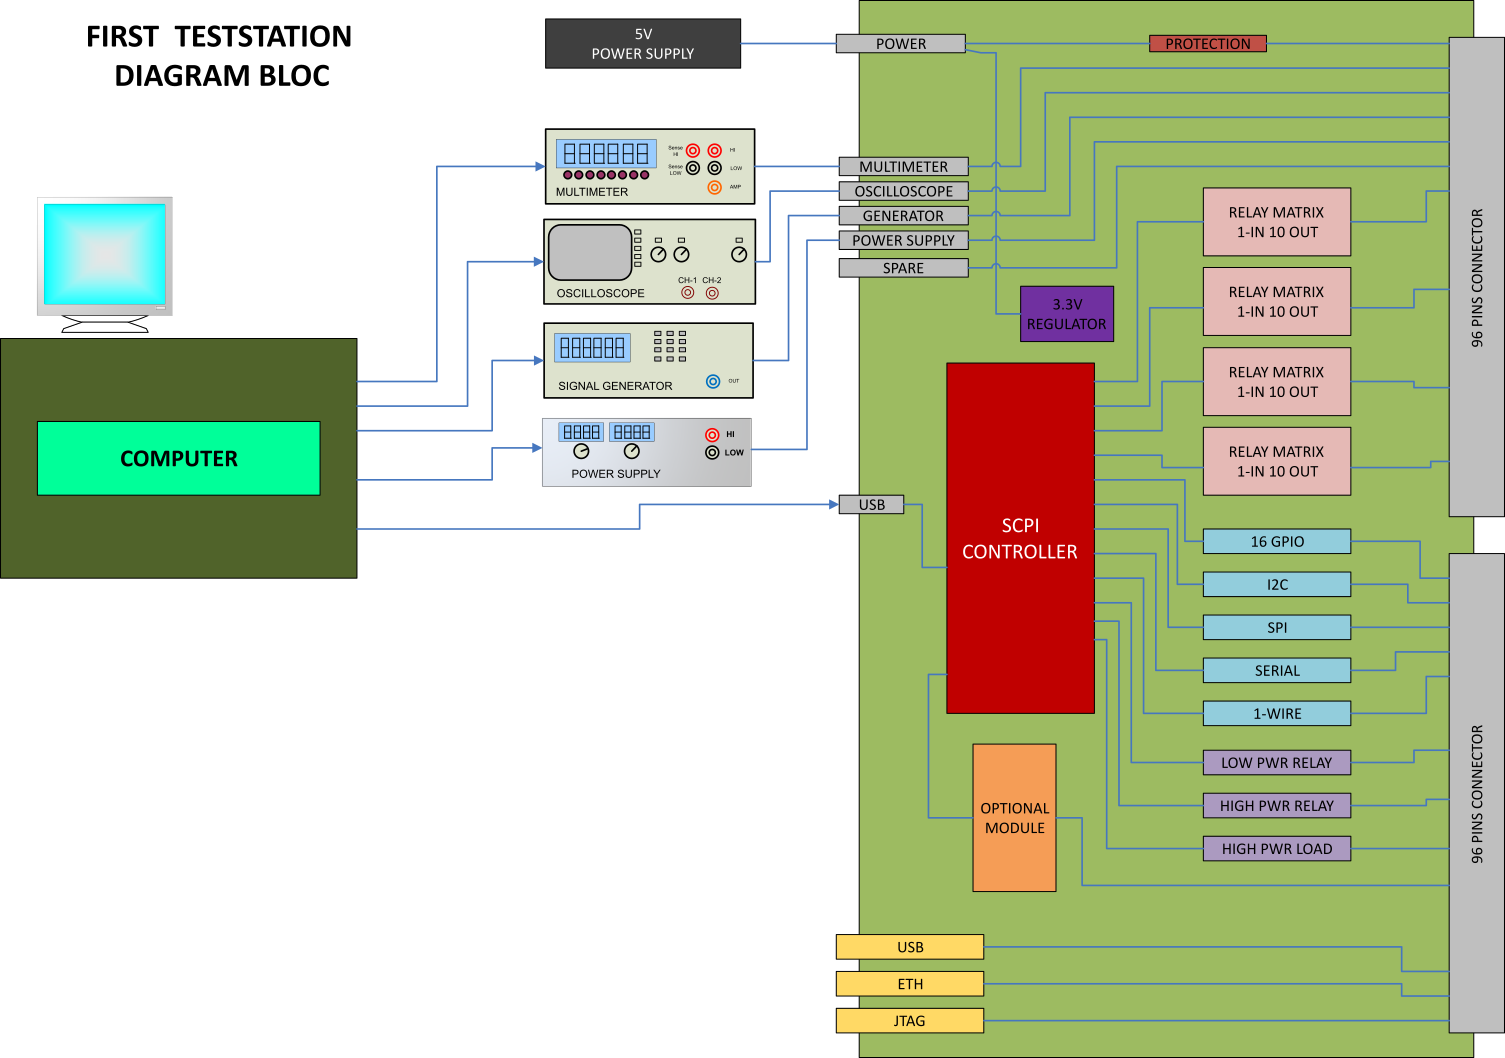 FIRST TESTSTATION
DIAGRAM BLOC
5V
POWER SUPPLY
POWER
PROTECTION
Sense
HI
HI
Sense
LOW
LOW
AMP
MULTIMETER
MULTIMETER
OSCILLOSCOPE
GENERATOR
POWER SUPPLY
SPARE
CH-1 CH-2
OSCILLOSCOPE
OUT
SIGNAL GENERATOR
HI
LOW
POWER SUPPLY
COMPUTER
USB
3.3V
REGULATOR
SCPI
CONTROLLER
RELAY MATRIX
1-IN 10 OUT
RELAY MATRIX
1-IN 10 OUT
RELAY MATRIX
1-IN 10 OUT
RELAY MATRIX
1-IN 10 OUT
96 PINS CONNECTOR
16 GPIO
I2C
SPI
SERIAL
1-WIRE
LOW PWR RELAY
HIGH PWR RELAY
HIGH PWR LOAD
96 PINS CONNECTOR
OPTIONAL
MODULE
USB
ETH
JTAG